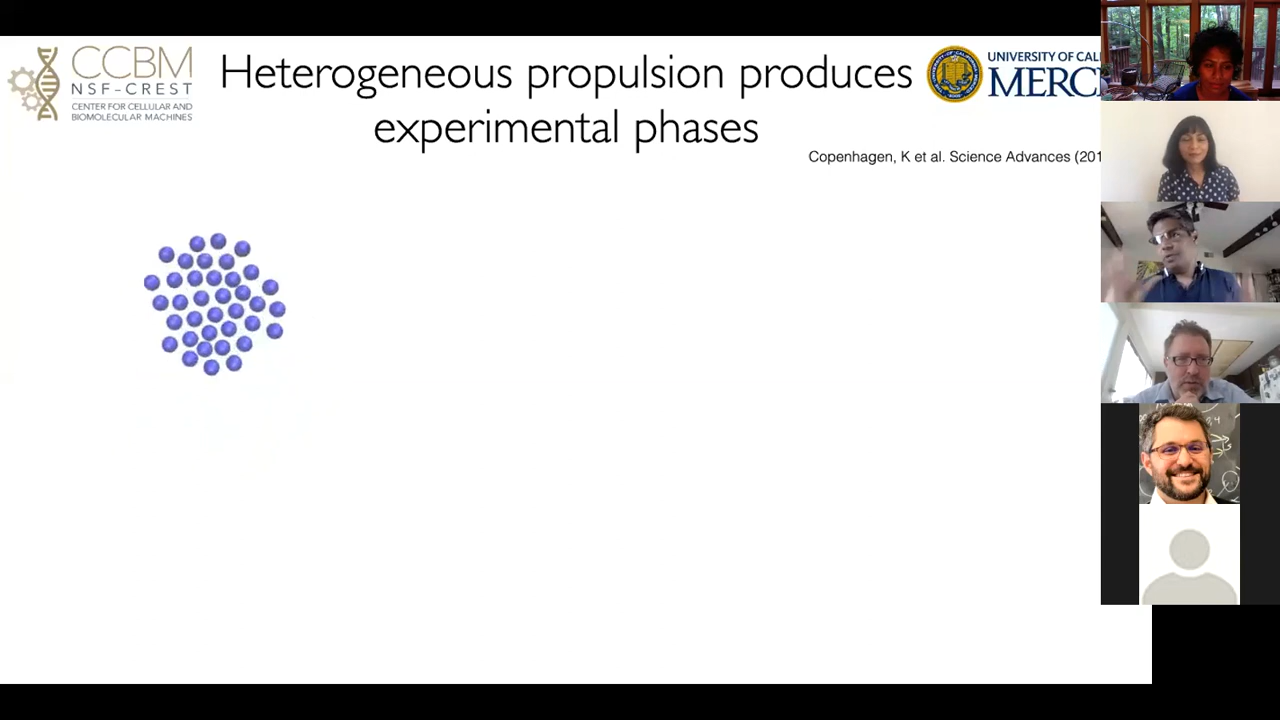 CCBM
NSF-CREST
CENTER FOR CELLULAR AND
BIOMOLECULAR MACHINES
Heterogeneous propulsion produces
experimental phases
UNIVERSITY OF CAL
MERC
Copenhagen, K et al. Science Advances (201